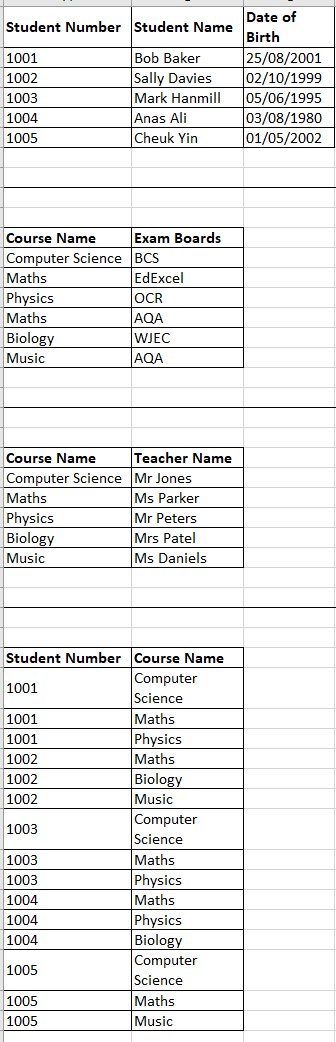 Student Number Student Name Date of Birth
1001 Bob Baker 25/08/2001
1002 Sally Davies 02/10/1999
1003 Mark Hanmill 05/06/1995
1004 Anas Ali 03/08/1980
1005 Cheuk Yin 01/05/2002
Course Name Exam Boards
Computer Science BCS
Maths EdExcel
Physics OCR
Maths AQA
Biology WJEC
Music AQA
Course Name Teacher Name
Computer Science Mr Jones
Maths Ms Parker
Physics Mr Peters
Biology Mrs Patel
Music Ms Daniels
Student Number Course Name
1001 Computer Science
1001 Maths
1001 Physics
1002 Maths
1002 Biology
1002 Music
1003 Computer Science
1003 Maths
1003 Physics
1004 Maths
1004 Physics
1004 Biology
1005 Computer Science
1005 Maths
1005 Music